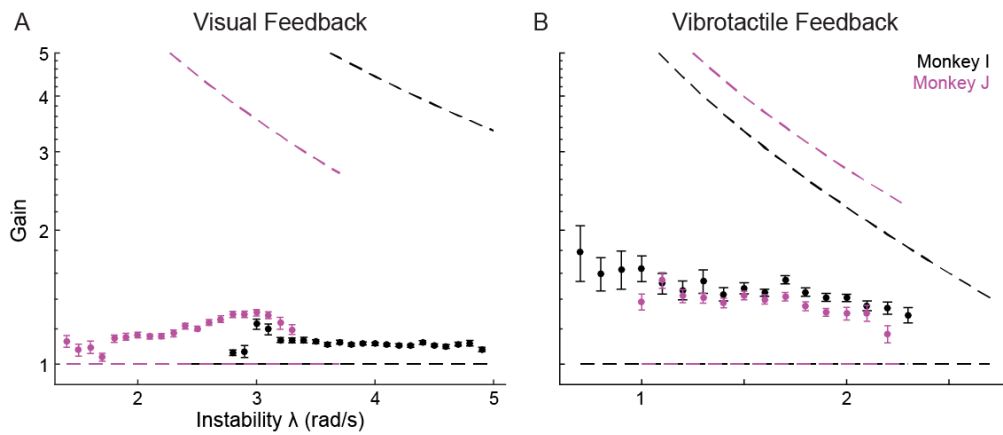 A
Visual Feedback
B
Vibrotactile Feedback
5
4
3
2
1
Gain
2
3
4
5
Instability λ (rad/s)
Monkey I
Monkey J
1
2